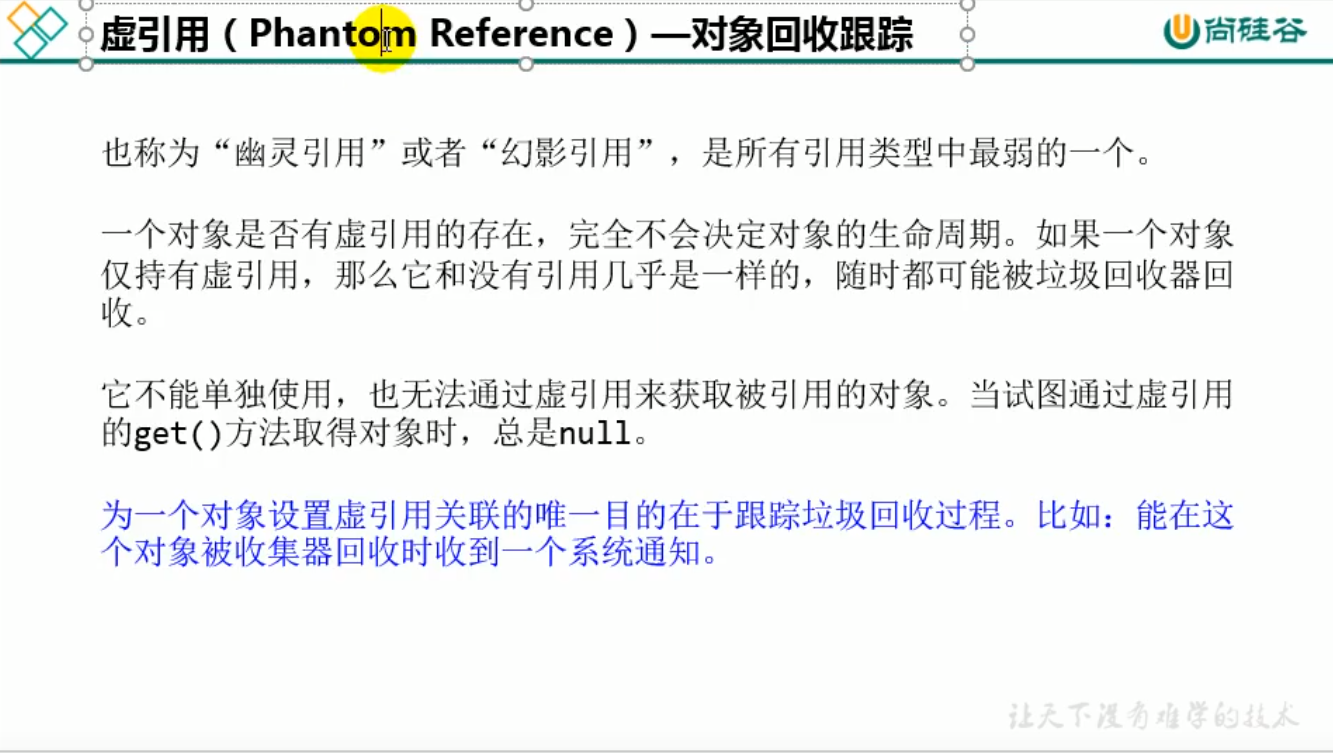 虚引用（Phantom Reference）—对象回收跟踪
尚硅谷
也称为“幽灵引用”或者“幻影引用”，是所有引用类型中最弱的一个。
一个对象是否有虚引用的存在，完全不会决定对象的生命周期。如果一个对象
仅持有虚引用，那么它和没有引用几乎是一样的，随时都可能被垃圾回收器回
收。
它不能单独使用，也无法通过虚引用来获取被引用的对象。当试图通过虚引用
的get()方法取得对象时，总是null。
为一个对象设置虚引用关联的唯一目的在于跟踪垃圾回收过程。比如：能在这
个对象被收集器回收时收到一个系统通知。
让天下没有难学的技术